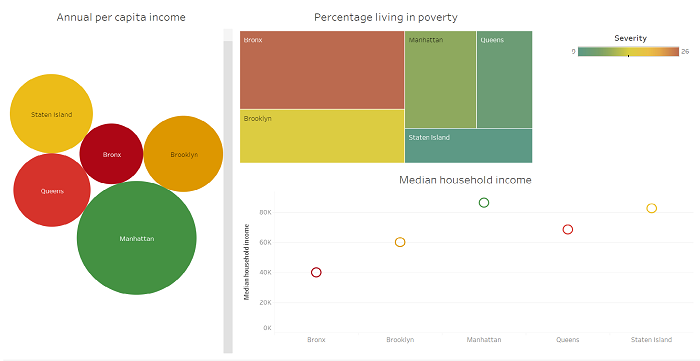 Annual per capita income
Staten Island
Bronx
Brooklyn
Queens
Manhattan
Percentage living in poverty
Bronx
Manhattan
Queens
Brooklyn
Staten Island
Severity
9
26
Median household income
Median household income
80K
60K
40K
20K
0K
Bronx
Brooklyn
Manhattan
Queens
Staten Island